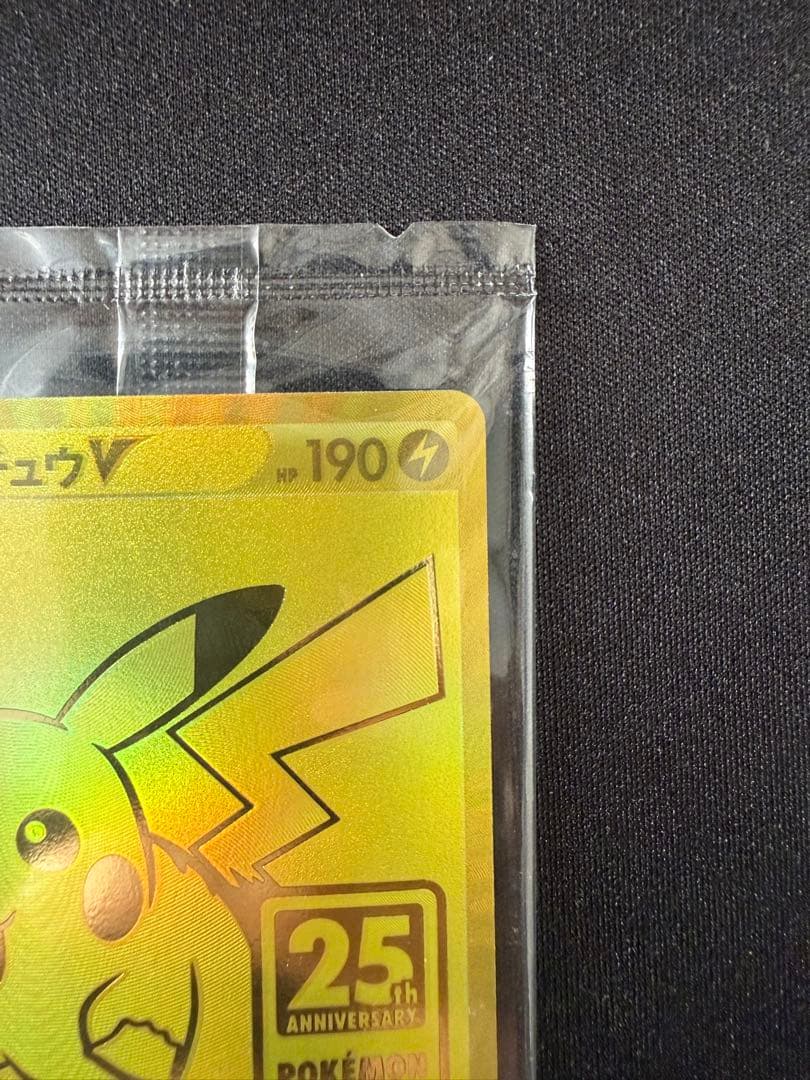 チュウV HP 190
25th
ANNIVERSARY
POKÉMON